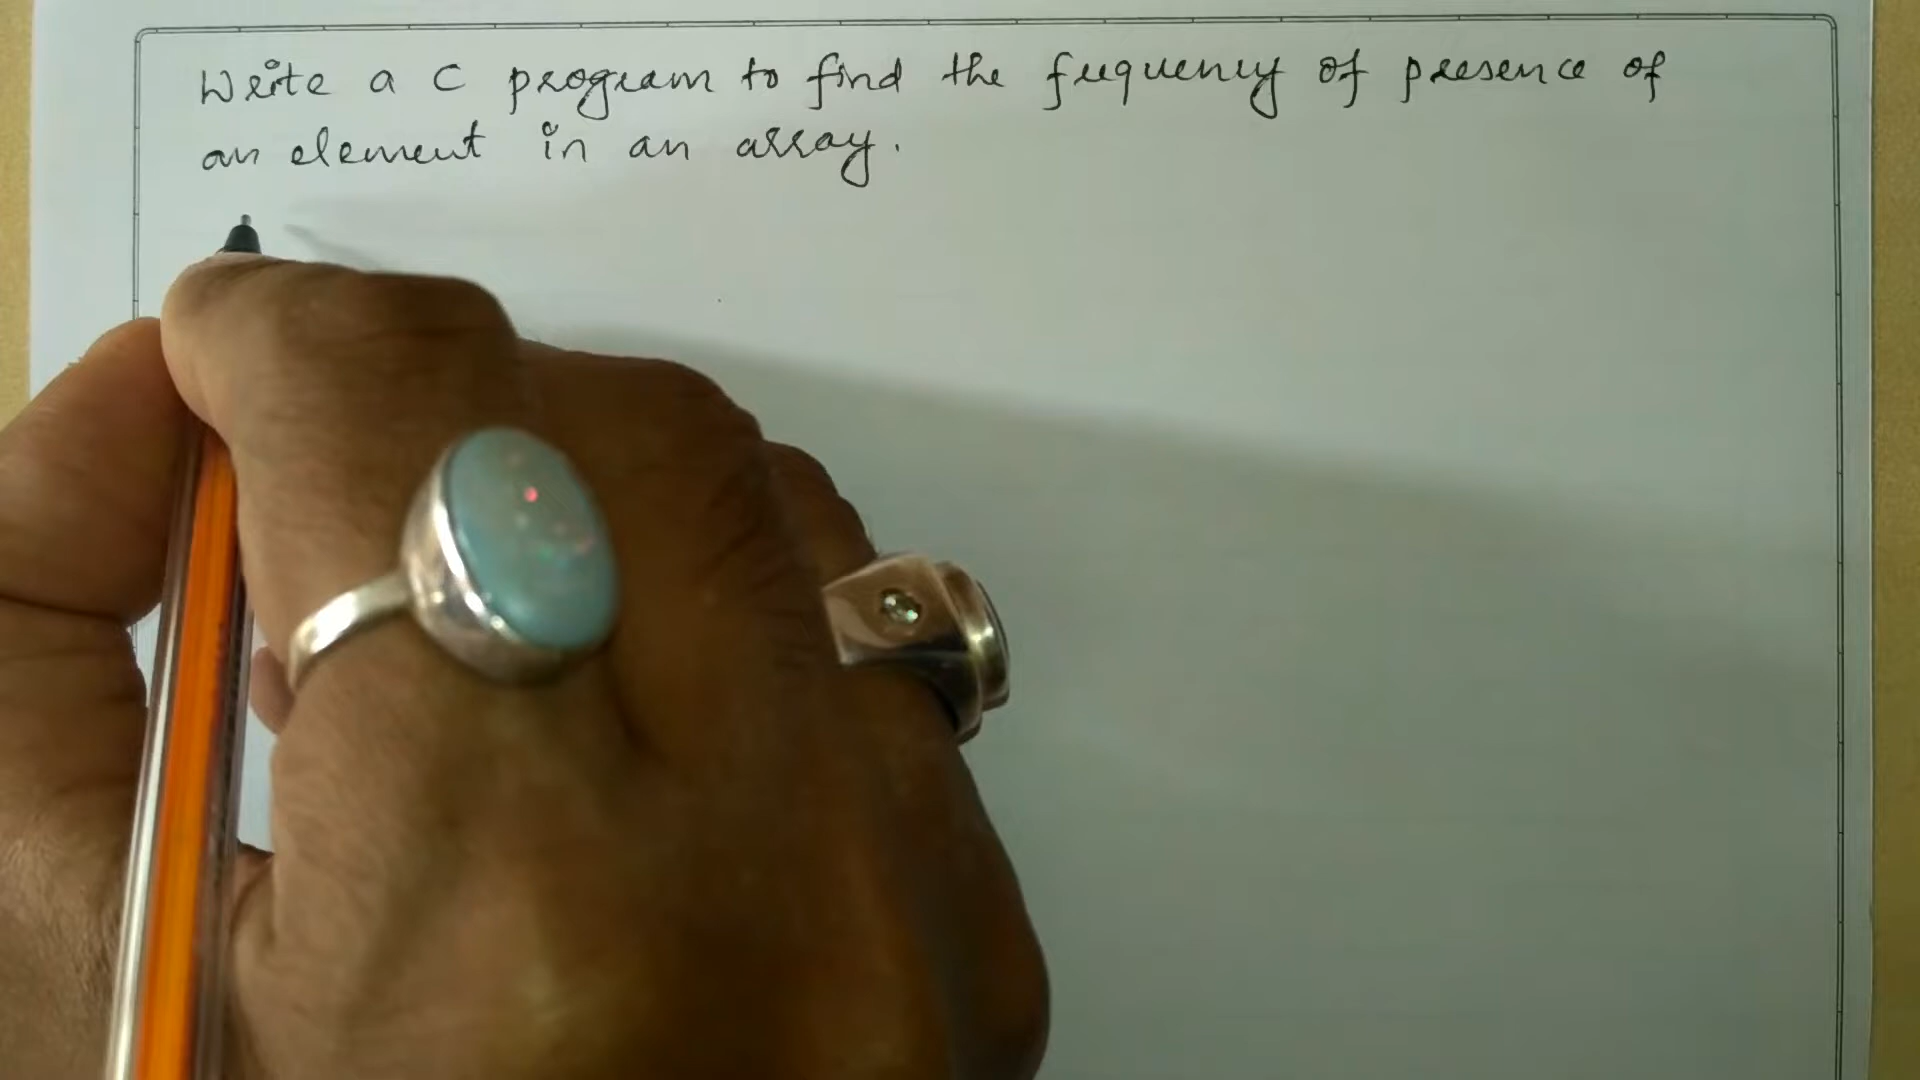 Write a C program to find the frequency of presence of
an element in an array.